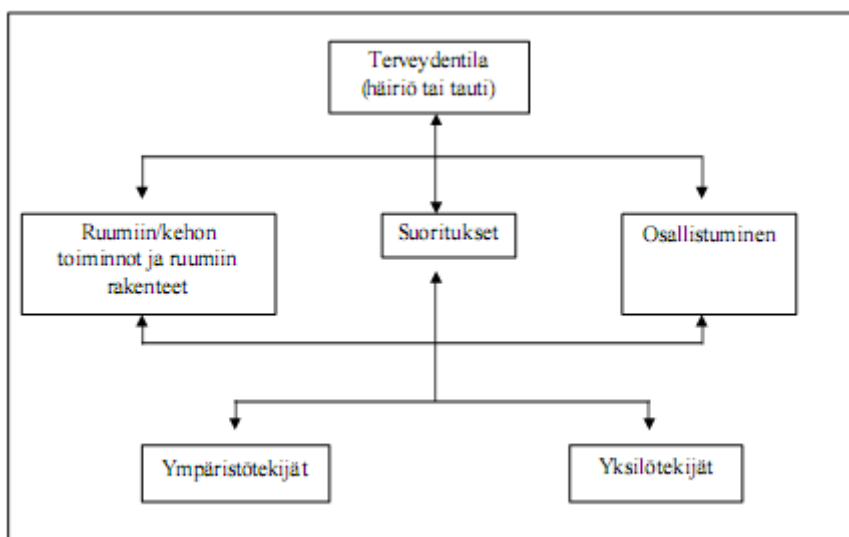 Terveydentila
(häiriö tai tauti)
Ruumiin/kehon
toiminnot ja ruumiin
rakenteet
Suoritukset
Osallistuminen
Ympäristötekijät
Yksilötekijät